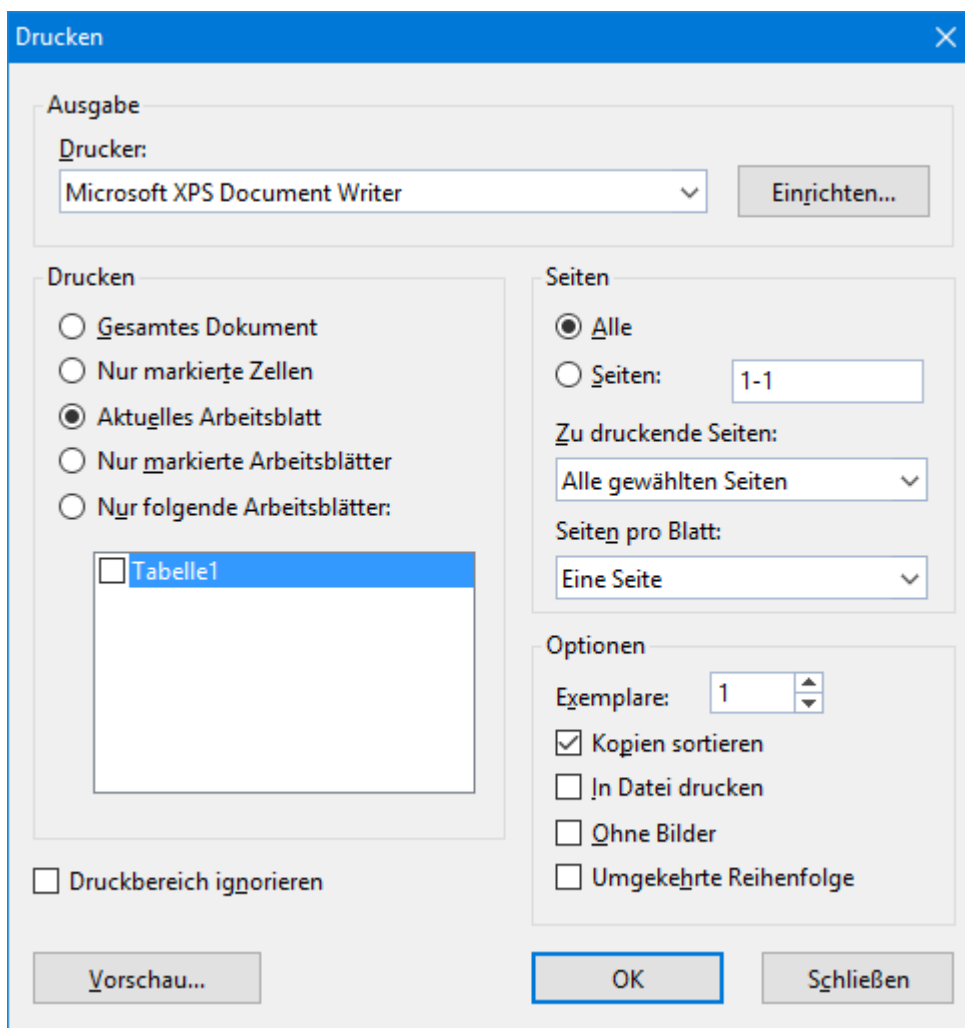 Drucken
Ausgabe
Drucker:
Microsoft XPS Document Writer
Einrichten...
Drucken
Gesamtes Dokument
Nur markierte Zellen
Aktuelles Arbeitsblatt
Nur markierte Arbeitsblätter
Nur folgende Arbeitsblätter:
Tabelle1
Druckbereich ignorieren
Seiten
Alle
Seiten:
1-1
Zu druckende Seiten:
Alle gewählten Seiten
Seiten pro Blatt:
Eine Seite
Optionen
Exemplare:
1
Kopien sortieren
In Datei drucken
Ohne Bilder
Umgekehrte Reihenfolge
Vorschau...
OK
Schließen